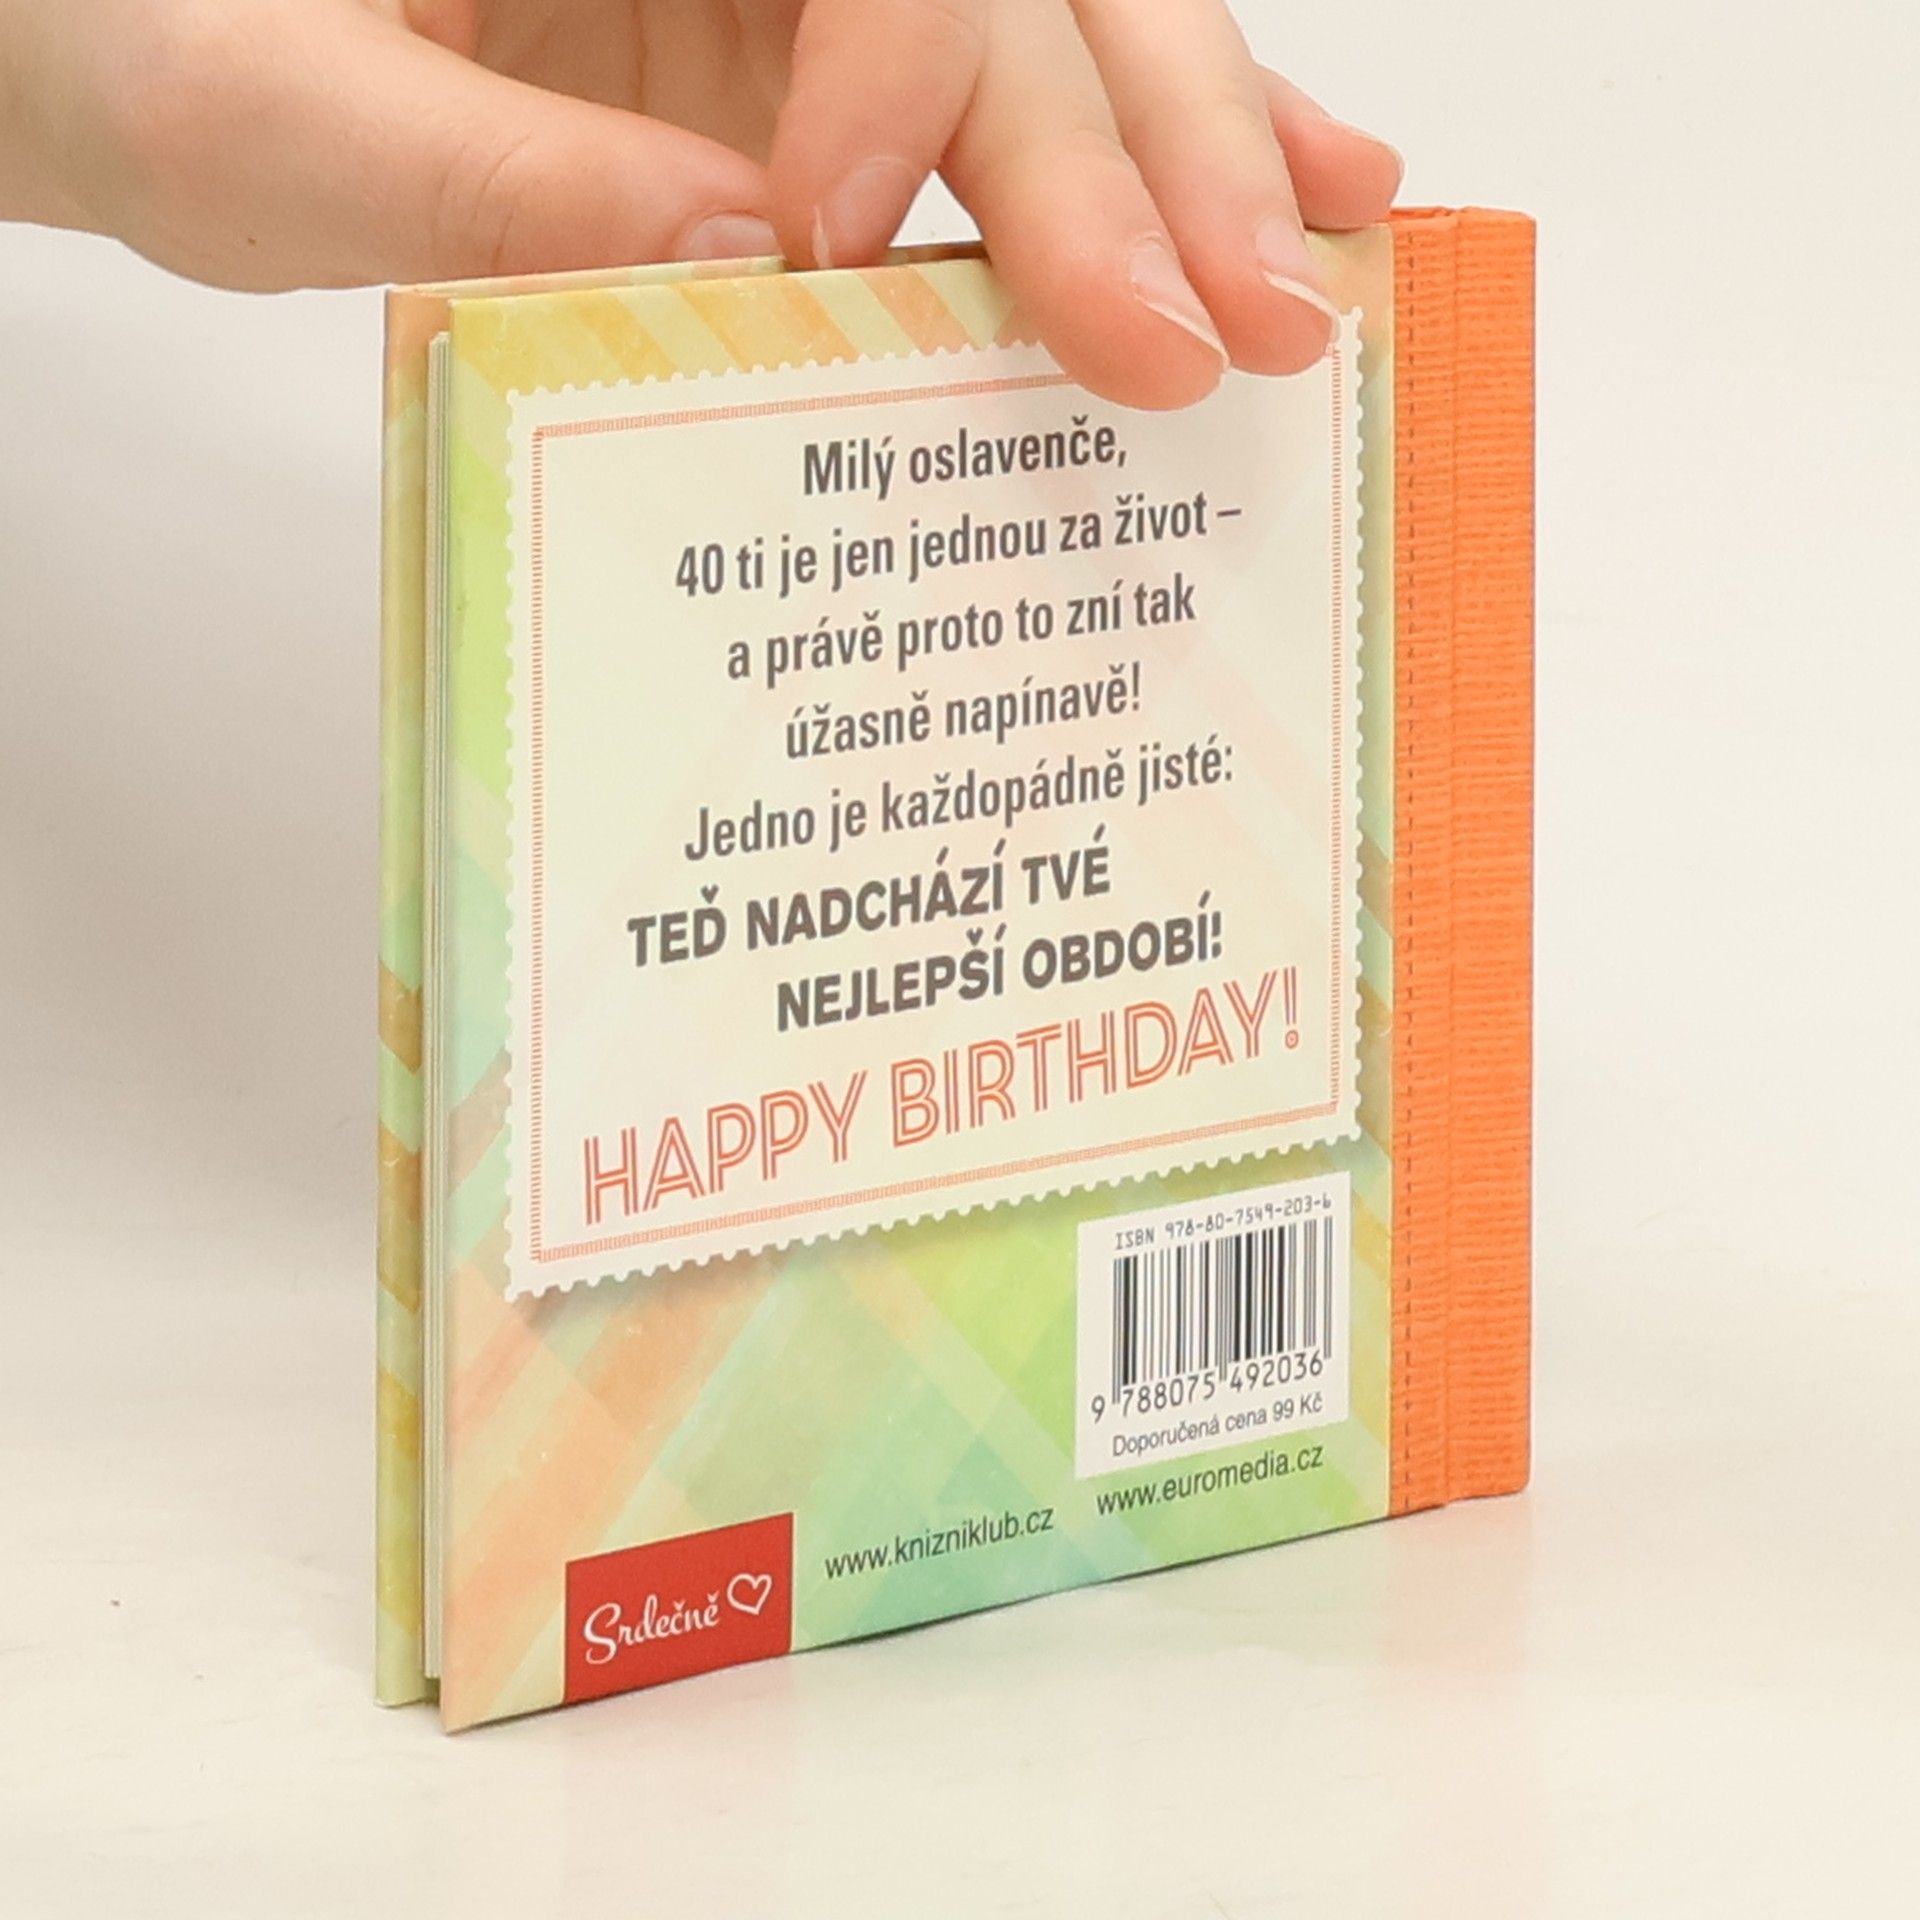 Milý oslavenče,
40 ti je jen jednou za život –
a právě proto to zní tak
úžasně napínavě!
Jedno je každopádně jisté:
TEĎ NADCHÁZÍ TVÉ
NEJLEPŠÍ OBDOBÍ!
HAPPY BIRTHDAY!
ISBN 978-80-7549-203-6
9 788075 492036
Doporučená cena 99 Kč
www.euromedia.cz
www.knizniklub.cz
Srdečně